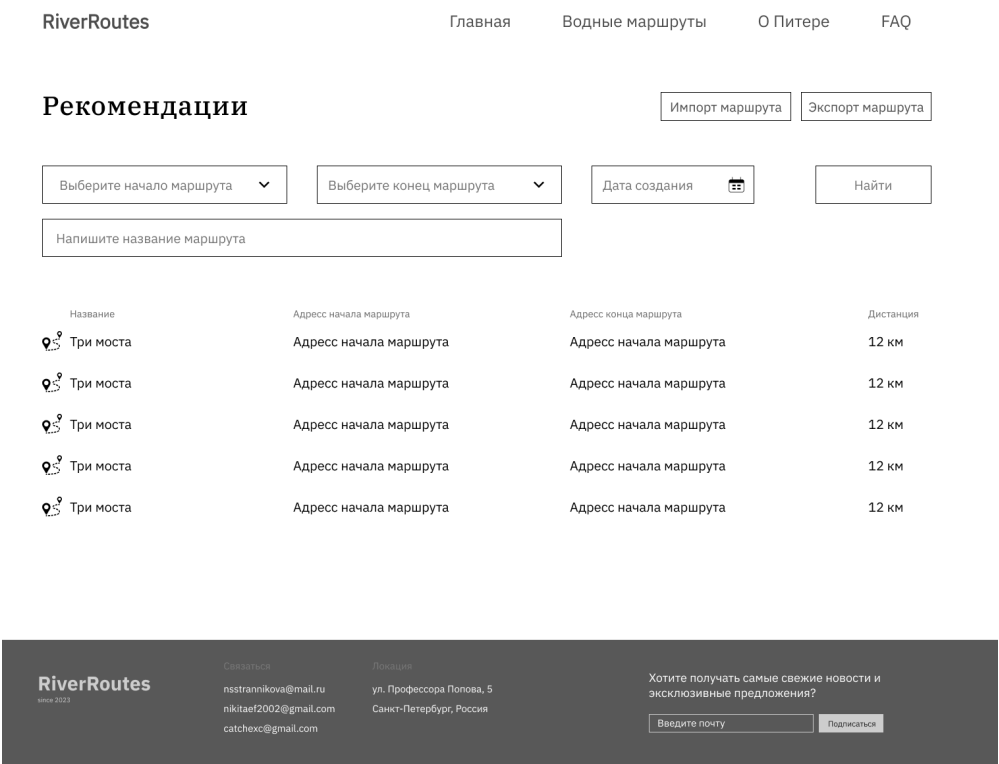 RiverRoutes
Главная Водные маршруты О Питере FAQ
Рекомендации
Импорт маршрута Экспорт маршрута
Выберите начало маршрута Выберите конец маршрута Дата создания Найти
Напишите название маршрута
Название Адресс начала маршрута Адресс конца маршрута Дистанция
Три моста Адресс начала маршрута Адресс начала маршрута 12 км
Три моста Адресс начала маршрута Адресс начала маршрута 12 км
Три моста Адресс начала маршрута Адресс начала маршрута 12 км
Три моста Адресс начала маршрута Адресс начала маршрута 12 км
Три моста Адресс начала маршрута Адресс начала маршрута 12 км
RiverRoutes
since 2023
Связаться
nsstrannikova@mail.ru
nikitaef2002@gmail.com
catchexc@gmail.com
Локация
ул. Профессора Попова, 5
Санкт-Петербург, Россия
Хотите получать самые свежие новости и
эксклюзивные предложения?
Введите почту Подписаться